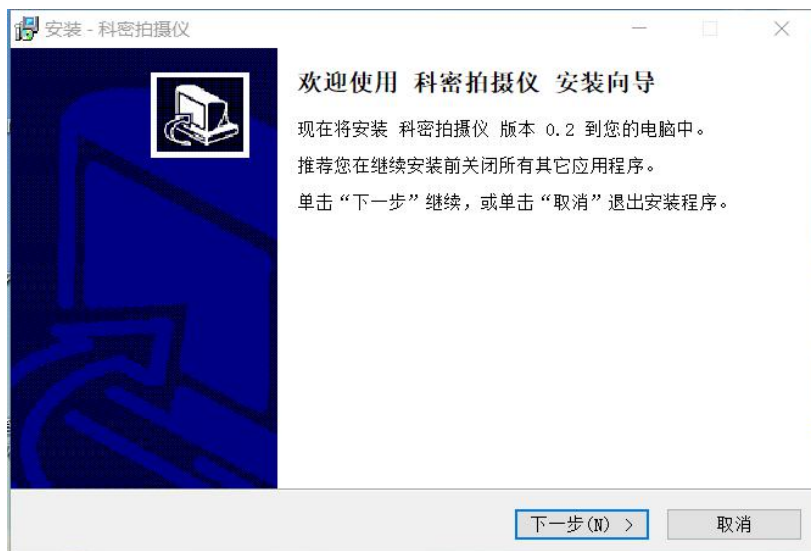 安装 - 科密拍摄仪
欢迎使用 科密拍摄仪 安装向导
现在将安装 科密拍摄仪 版本 0.2 到您的电脑中。
推荐您在继续安装前关闭所有其它应用程序。
单击“下一步”继续，或单击“取消”退出安装程序。
下一步(N) >
取消